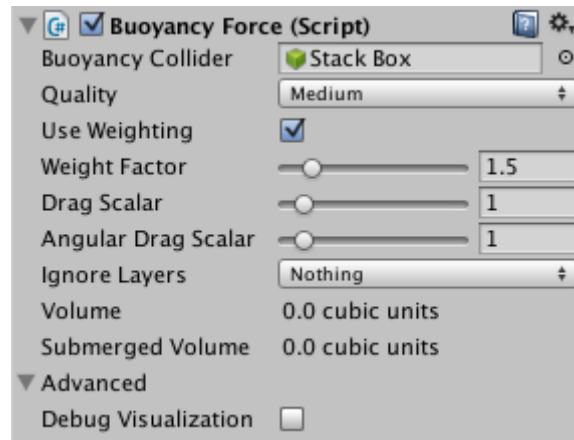 Buoyancy Force (Script)
Buoyancy Collider Stack Box
Quality Medium
Use Weighting
Weight Factor 1.5
Drag Scalar 1
Angular Drag Scalar 1
Ignore Layers Nothing
Volume 0.0 cubic units
Submerged Volume 0.0 cubic units
Advanced
Debug Visualization